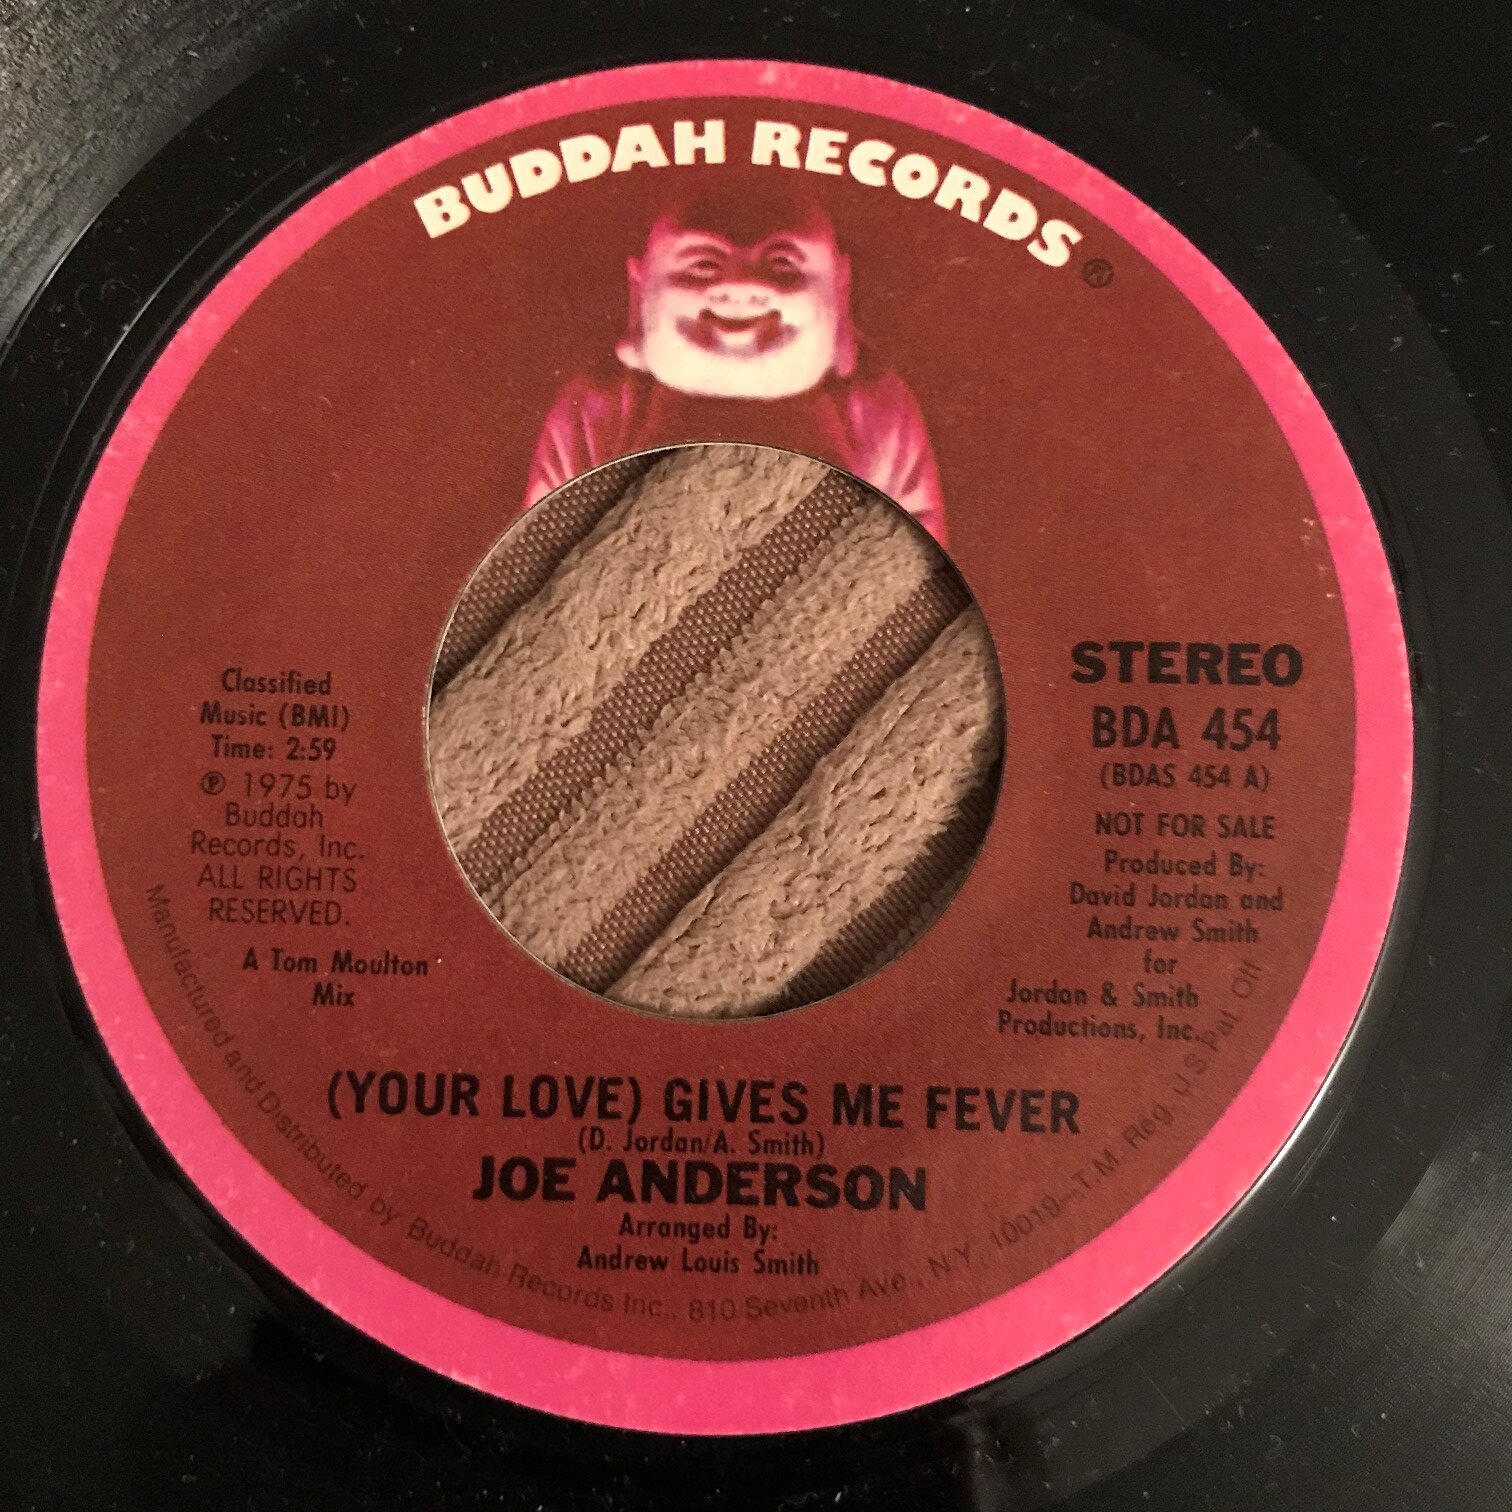 BUDDAH RECORDS ®
Classified
Music (BMI)
Time: 2:59
℗ 1975 by
Buddah
Records, Inc.
ALL RIGHTS
RESERVED.
A Tom Moulton
Mix
STEREO
BDA 454
(BDAS 454 A)
NOT FOR SALE
Produced By:
David Jordan and
Andrew Smith
for
Jordan & Smith
Productions, Inc.
(YOUR LOVE) GIVES ME FEVER
(D. Jordan/A. Smith)
JOE ANDERSON
Arranged By:
Andrew Louis Smith
Manufactured and Distributed by Buddah Records Inc., 810 Seventh Ave., N.Y., 10019—T.M. Reg. U.S. Pat. Off